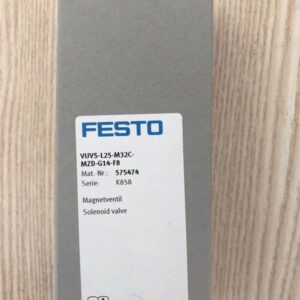 FESTO
VUVS-L25-M32C-
MZD-G14-F8
Mat.-Nr.: 575474
Serie: K858
Magnetventil
Solenoid valve